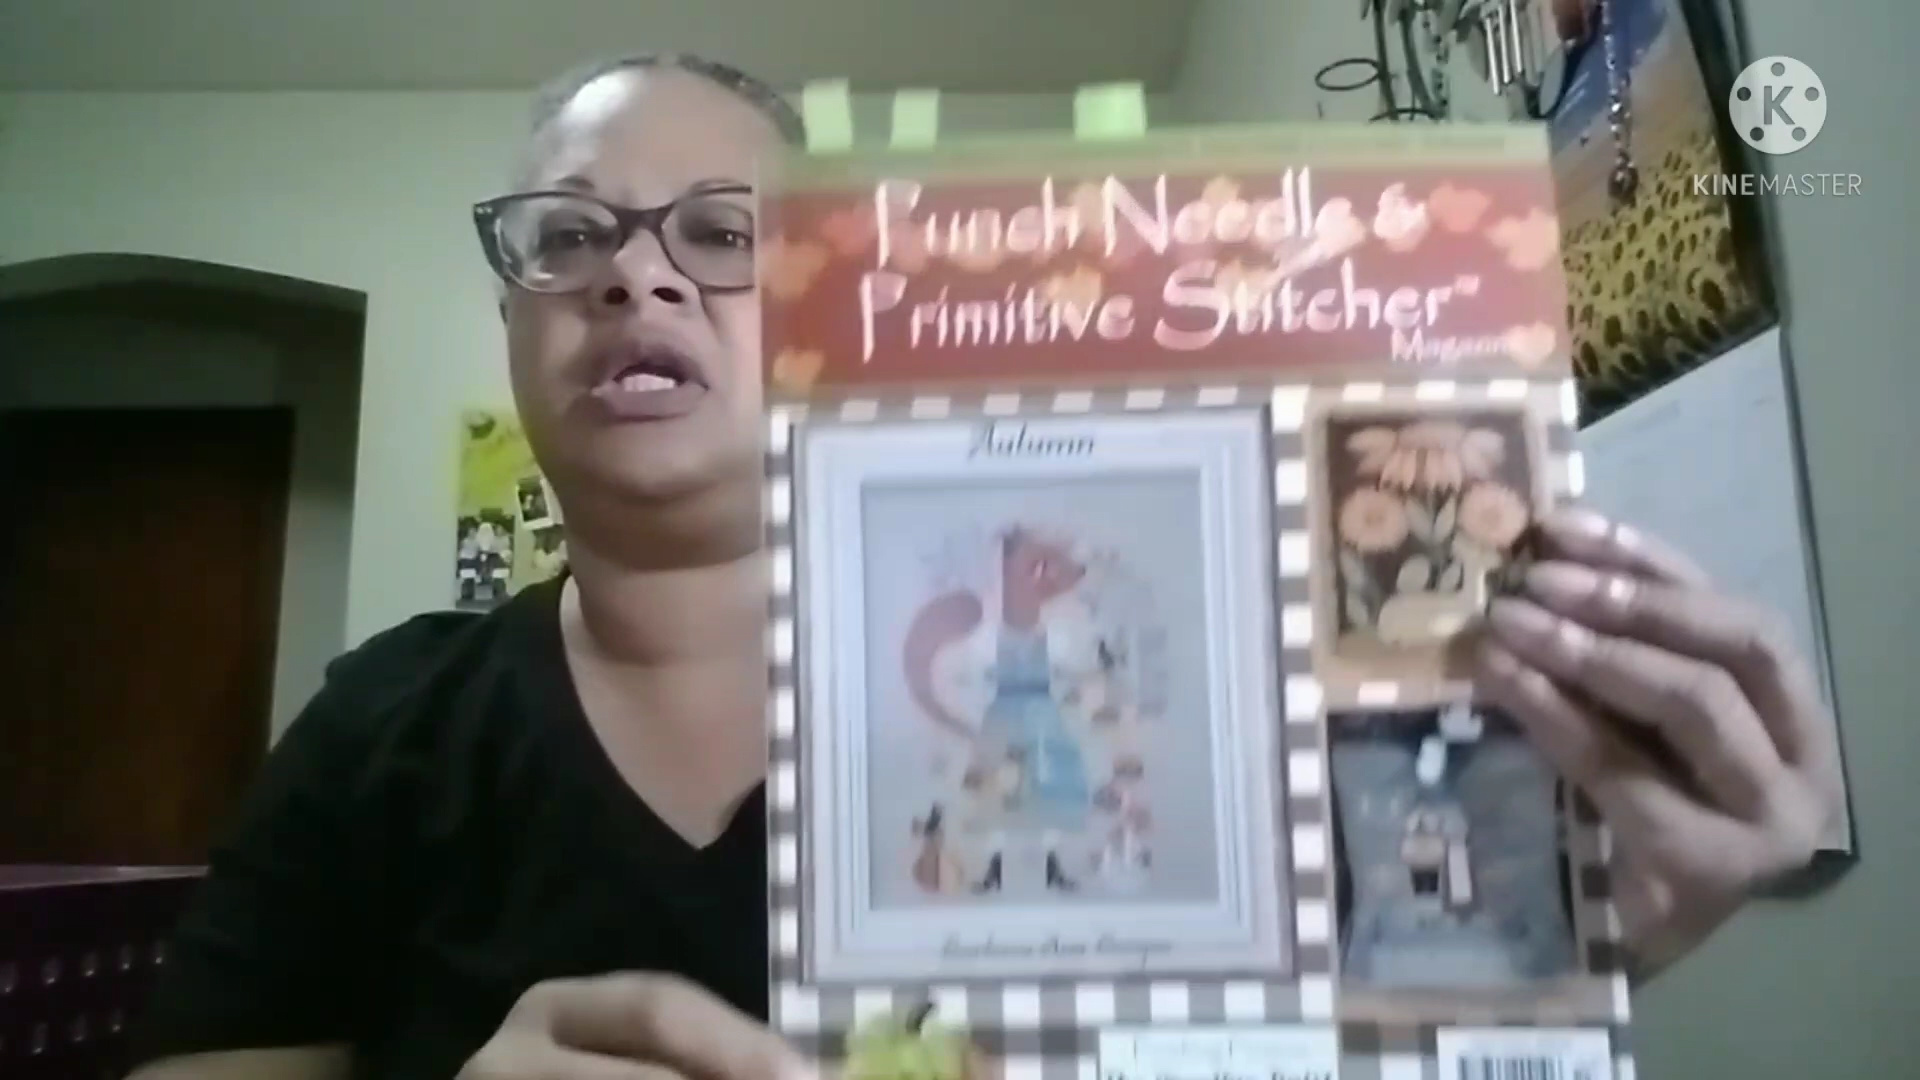 K
KINEMASTER
Punch Needle &
Primitive Stitcher™
Magazine
Autumn